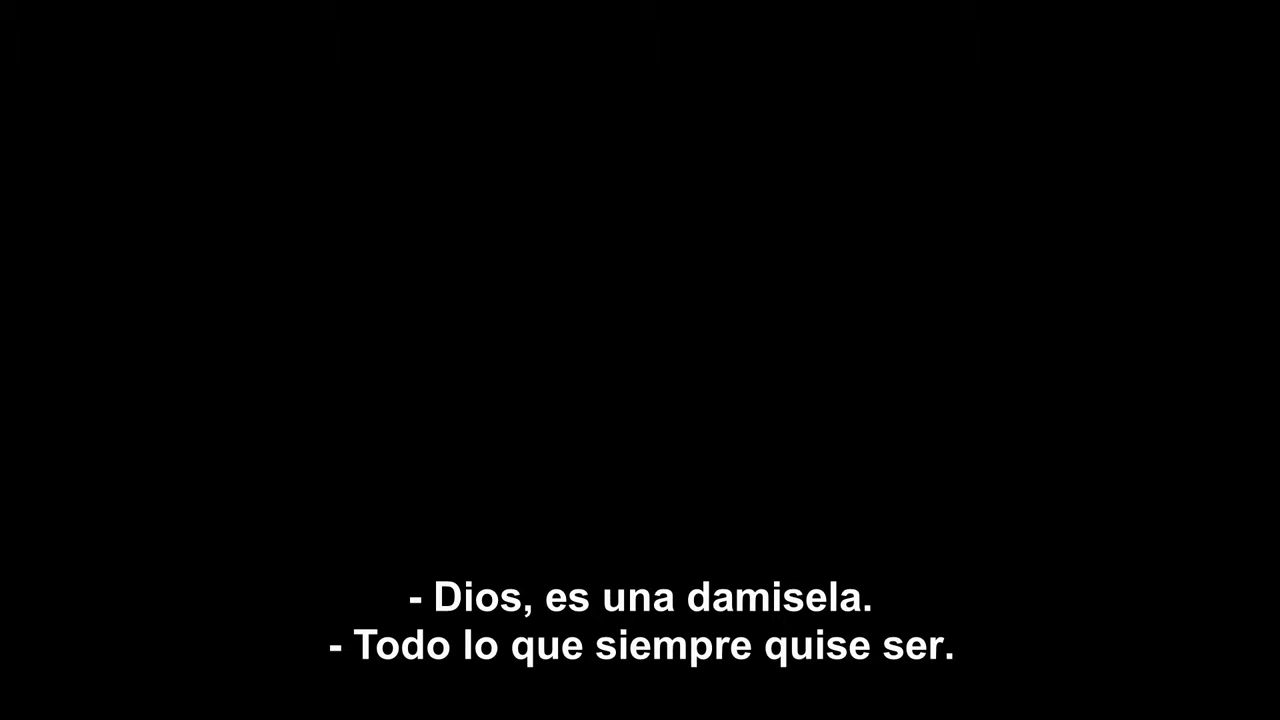 - Dios, es una damisela.
- Todo lo que siempre quise ser.